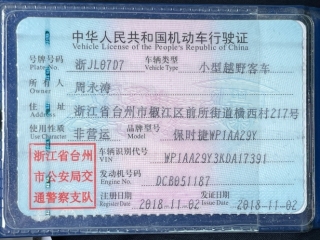 中华人民共和国机动车行驶证
Vehicle License of the People's Republic of China
号牌号码 浙JL07D7 车辆类型 小型越野客车
Plate No. Vehicle Type
所有人 周永涛
Owner
住址 浙江省台州市椒江区前所街道横西村217号
Address
使用性质 非营运 品牌型号 保时捷WP1AA29Y
Use Character Model
浙江省台州
市公安局交
通警察支队
车辆识别代号 WP1AA29Y3KDA17391
VIN
发动机号码 DCB051187
Engine No.
注册日期 2018-11-02 发证日期 2018-11-02
Register Date Issue Date